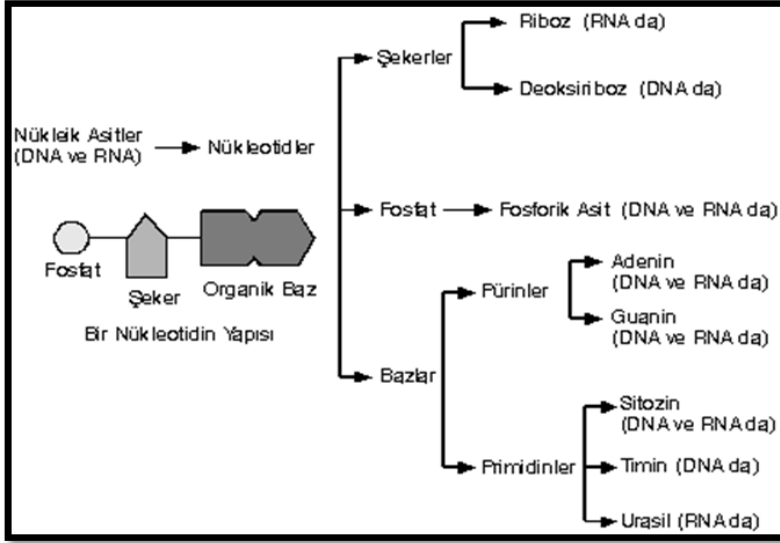 Riboz (RNA da)
Şekerler
Deoksiriboz (DNA da)
Nükleik Asitler
(DNA ve RNA)
Nükleotidler
Fosfat
Fosforik Asit (DNA ve RNA da)
Fosfat
Şeker
Organik Baz
Bir Nükleotidin Yapısı
Bazlar
Pürinler
Adenin
(DNA ve RNA da)
Guanin
(DNA ve RNA da)
Primidinler
Sitozin
(DNA ve RNA da)
Timin (DNA da)
Urasil (RNA da)